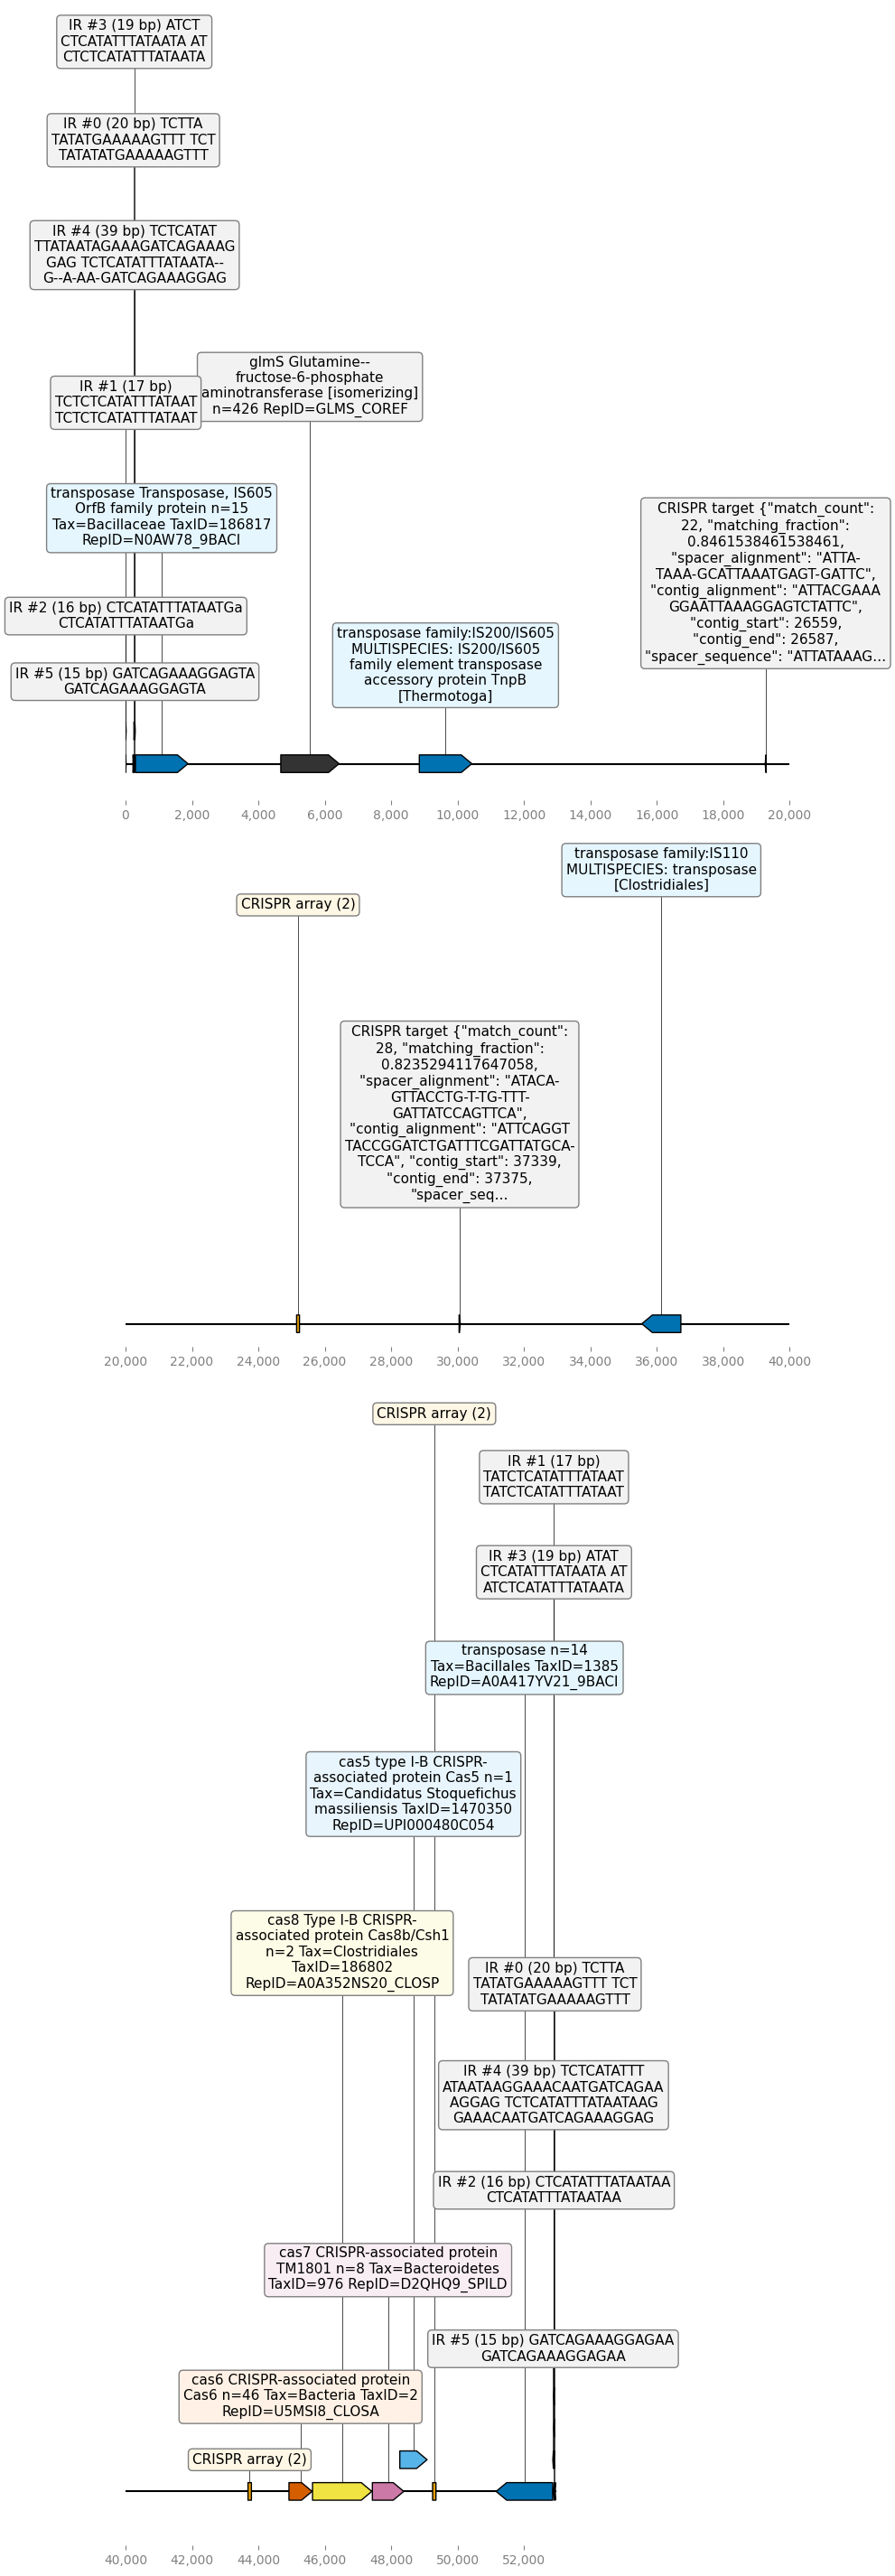 IR #3 (19 bp) ATCT
CTCATATTTATAATA AT
CTCTCATATTTATAATA
IR #0 (20 bp) TCTTA
TATATGAAAAAGTTT TCT
TATATATGAAAAAGTTT
IR #4 (39 bp) TCTCATAT
TTATAATAGAAAGATCAGAAAG
GAG TCTCATATTTATAATA--
G--A-AA-GATCAGAAAGGAG
glmS Glutamine--
fructose-6-phosphate
aminotransferase [isomerizing]
n=426 RepID=GLMS_COREF
IR #1 (17 bp)
TCTCTCATATTTATAAT
TCTCTCATATTTATAAT
transposase Transposase, IS605
OrfB family protein n=15
Tax=Bacillaceae TaxID=186817
RepID=N0AW78_9BACI
CRISPR target {"match_count":
22, "matching_fraction":
0.8461538461538461,
"spacer_alignment": "ATTA-
TAAA-GCATTAAATGAGT-GATTC",
"contig_alignment": "ATTACGAAA
GGAATTAAAGGAGTCTATTC",
"contig_start": 26559,
"contig_end": 26587,
"spacer_sequence": "ATTATAAAG...
IR #2 (16 bp) CTCATATTTATAATGa
CTCATATTTATAATGa
transposase family:IS200/IS605
MULTISPECIES: IS200/IS605
family element transposase
accessory protein TnpB
[Thermotoga]
IR #5 (15 bp) GATCAGAAAGGAGTA
GATCAGAAAGGAGTA
0 2,000 4,000 6,000 8,000 10,000 12,000 14,000 16,000 18,000 20,000
transposase family:IS110
MULTISPECIES: transposase
[Clostridiales]
CRISPR array (2)
CRISPR target {"match_count":
28, "matching_fraction":
0.8235294117647058,
"spacer_alignment": "ATACA-
GTTACCTG-T-TG-TTT-
GATTATCCAGTTCA",
"contig_alignment": "ATTCAGGT
TACCGGATCTGATTTCGATTATGCA-
TCCA", "contig_start": 37339,
"contig_end": 37375,
"spacer_seq...
20,000 22,000 24,000 26,000 28,000 30,000 32,000 34,000 36,000 38,000 40,000
CRISPR array (2)
IR #1 (17 bp)
TATCTCATATTTATAAT
TATCTCATATTTATAAT
IR #3 (19 bp) ATAT
CTCATATTTATAATA AT
ATCTCATATTTATAATA
transposase n=14
Tax=Bacillales TaxID=1385
RepID=A0A417YV21_9BACI
cas5 type I-B CRISPR-
associated protein Cas5 n=1
Tax=Candidatus Stoquefichus
massiliensis TaxID=1470350
RepID=UPI000480C054
cas8 Type I-B CRISPR-
associated protein Cas8b/Csh1
n=2 Tax=Clostridiales
TaxID=186802
RepID=A0A352NS20_CLOSP
IR #0 (20 bp) TCTTA
TATATGAAAAAGTTT TCT
TATATATGAAAAAGTTT
IR #4 (39 bp) TCTCATATTT
ATAATAAGGAAACAATGATCAGAA
AGGAG TCTCATATTTATAATAAG
GAAACAATGATCAGAAAGGAG
IR #2 (16 bp) CTCATATTTATAATAA
CTCATATTTATAATAA
cas7 CRISPR-associated protein
TM1801 n=8 Tax=Bacteroidetes
TaxID=976 RepID=D2QHQ9_SPILD
IR #5 (15 bp) GATCAGAAAGGAGAA
GATCAGAAAGGAGAA
cas6 CRISPR-associated protein
Cas6 n=46 Tax=Bacteria TaxID=2
RepID=U5MSI8_CLOSA
CRISPR array (2)
40,000 42,000 44,000 46,000 48,000 50,000 52,000